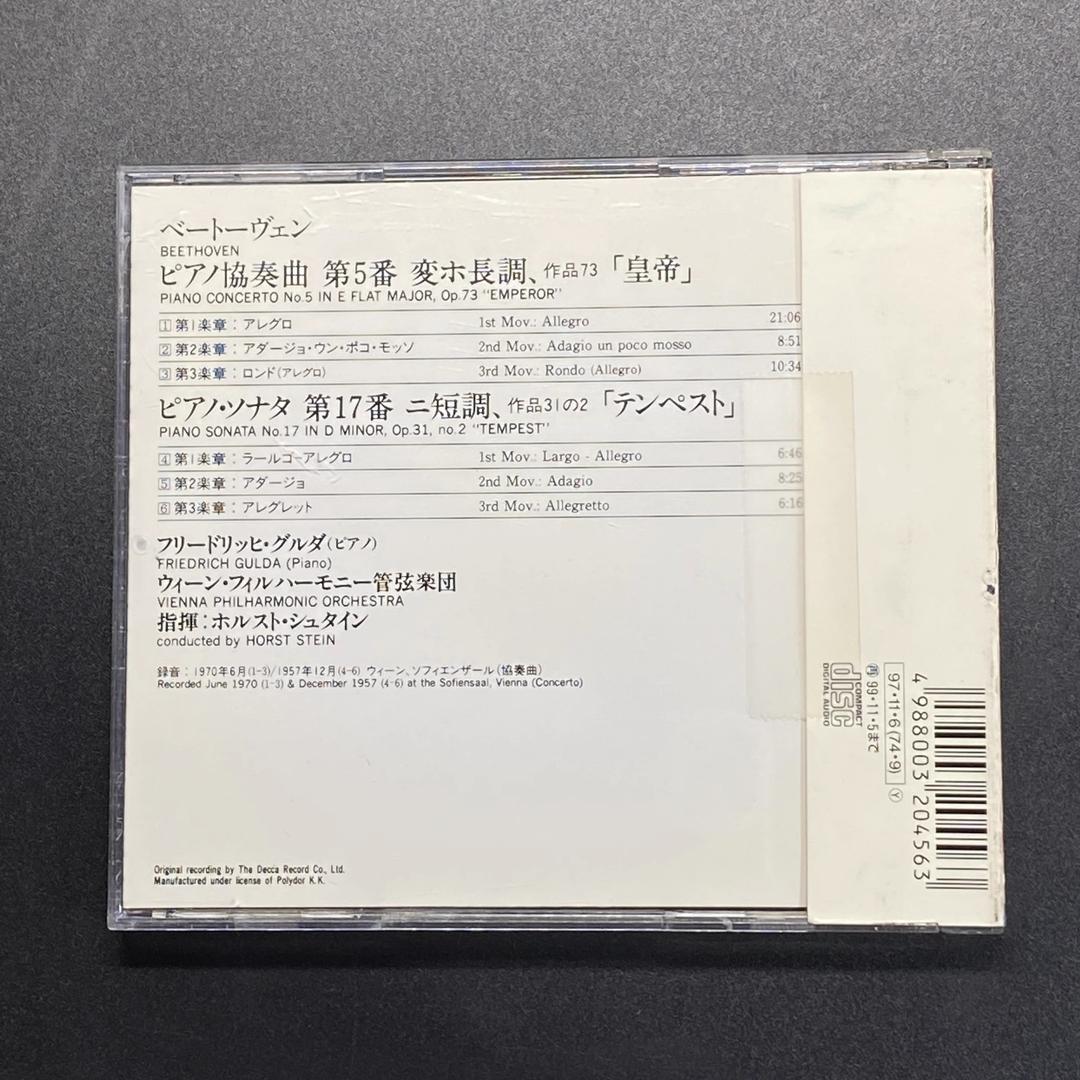 ベートーヴェン
BEETHOVEN
ピアノ協奏曲 第5番 変ホ長調、作品73「皇帝」
PIANO CONCERTO No.5 IN E FLAT MAJOR, Op.73 "EMPEROR"
1 第1楽章：アレグロ 1st Mov.: Allegro 21:06
2 第2楽章：アダージョ・ウン・ポコ・モッソ 2nd Mov.: Adagio un poco mosso 8:51
3 第3楽章：ロンド(アレグロ) 3rd Mov.: Rondo (Allegro) 10:34
ピアノ・ソナタ 第17番 ニ短調、作品31の2「テンペスト」
PIANO SONATA No.17 IN D MINOR, Op.31, no.2 "TEMPEST"
4 第1楽章：ラールゴーアレグロ 1st Mov.: Largo - Allegro 6:46
5 第2楽章：アダージョ 2nd Mov.: Adagio 8:25
6 第3楽章：アレグレット 3rd Mov.: Allegretto 6:16
フリードリッヒ・グルダ(ピアノ)
FRIEDRICH GULDA (Piano)
ウィーン・フィルハーモニー管弦楽団
VIENNA PHILHARMONIC ORCHESTRA
指揮：ホルスト・シュタイン
conducted by HORST STEIN
録音：1970年6月(1-3)/1957年12月(4-6) ウィーン、ソフィエンザール(協奏曲)
Recorded June 1970 (1-3) & December 1957 (4-6) at the Sofiensaal, Vienna (Concerto)
Original recording by The Decca Record Co., Ltd.
Manufactured under license of Polydor K.K.
COMPACT
disc
DIGITAL AUDIO
再 99・11・5まで
97・11・6(74・9) Y
4 988003 204563